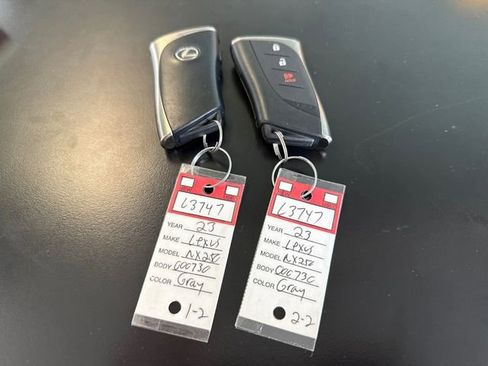 L3747
YEAR 23
MAKE Lexus
MODEL NX250
BODY 000730
COLOR Gray
1-2
L3747
YEAR 23
MAKE Lexus
MODEL NX250
BODY 000730
COLOR Gray
2-2